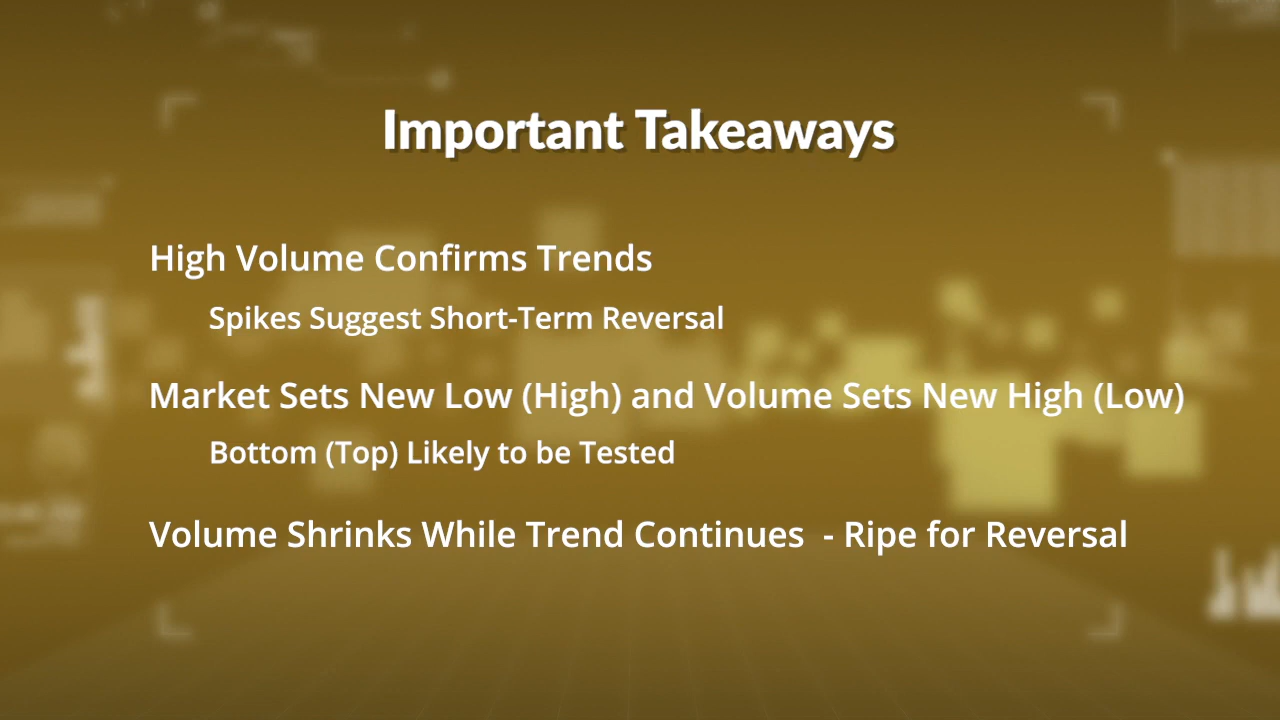 Important Takeaways
High Volume Confirms Trends
Spikes Suggest Short-Term Reversal
Market Sets New Low (High) and Volume Sets New High (Low)
Bottom (Top) Likely to be Tested
Volume Shrinks While Trend Continues - Ripe for Reversal